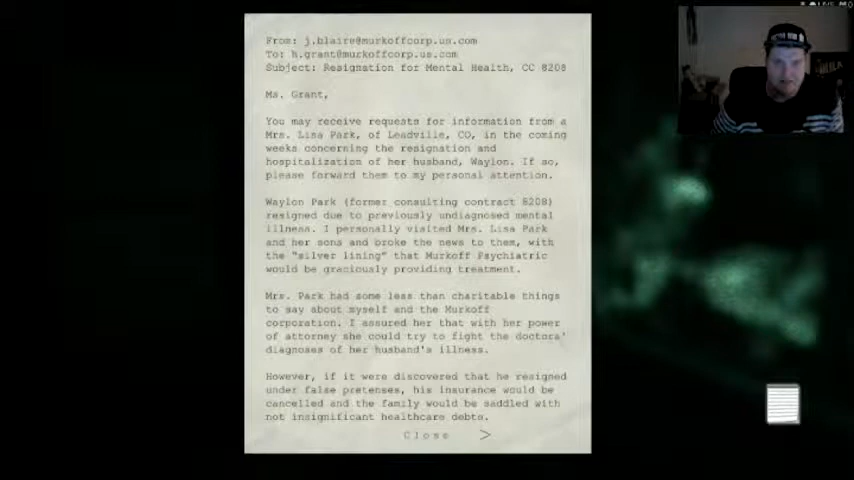 From: j.blaire@murkoffcorp.us.com
To: h.grant@murkoffcorp.us.com
Subject: Resignation for Mental Health, CC 8208
Ms. Grant,
You may receive requests for information from a
Mrs. Lisa Park, of Leadville, CO, in the coming
weeks concerning the resignation and
hospitalization of her husband, Waylon. If so,
please forward them to my personal attention.
Waylon Park (former consulting contract 8208)
resigned due to previously undiagnosed mental
illness. I personally visited Mrs. Lisa Park
and her sons and broke the news to them, with
the "silver lining" that Murkoff Psychiatric
would be graciously providing treatment.
Mrs. Park had some less than charitable things
to say about myself and the Murkoff
corporation. I assured her that with her power
of attorney she could try to fight the doctors'
diagnoses of her husband's illness.
However, if it were discovered that he resigned
under false pretenses, his insurance would be
cancelled and the family would be saddled with
not insignificant healthcare debts.
Close >